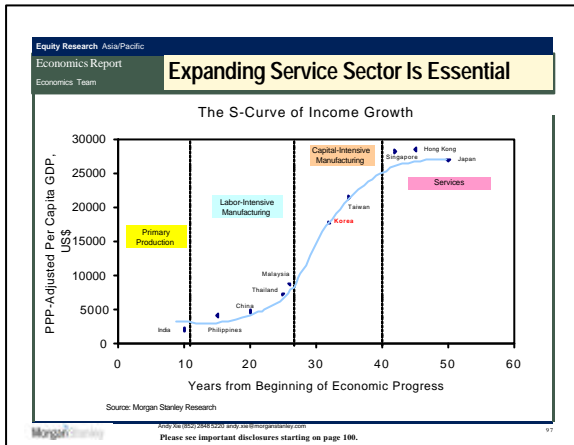 Equity Research Asia/Pacific
Economics Report
Economics Team
Expanding Service Sector Is Essential
The S-Curve of Income Growth
PPP-Adjusted Per Capita GDP,
US$
30000
25000
20000
15000
10000
5000
0
Primary
Production
Labor-Intensive
Manufacturing
Capital-Intensive
Manufacturing
Services
India
Philippines
China
Thailand
Malaysia
Korea
Taiwan
Singapore
Hong Kong
Japan
0 10 20 30 40 50 60
Years from Beginning of Economic Progress
Source: Morgan Stanley Research
Morgan Stanley
Andy Xie (852) 2848 5220 andy.xie@morganstanley.com
Please see important disclosures starting on page 100.
97